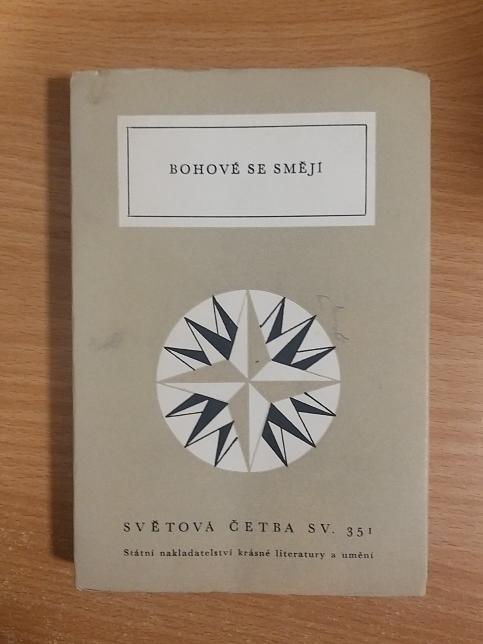 BOHOVÉ SE SMĚJÍ
SVĚTOVÁ ČETBA SV. 351
Státní nakladatelství krásné literatury a umění